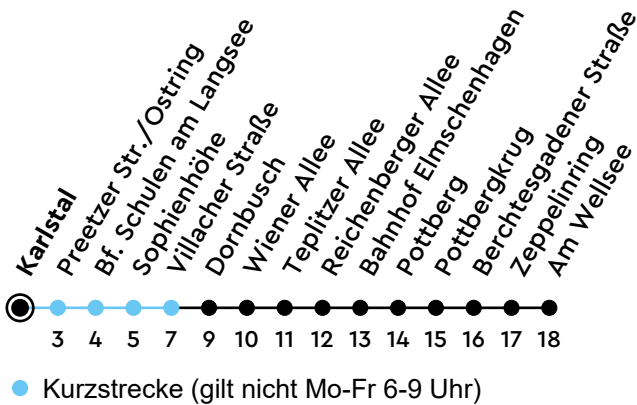 Karlstal
Preetzer Str./Ostring
Bf. Schulen am Langsee
Sophienhöhe
Villacher Straße
Dornbusch
Wiener Allee
Teplitzer Allee
Reichenberger Allee
Bahnhof Elmschenhagen
Pottberg
Pottbergkrug
Berchtesgadener Straße
Zeppelinring
Am Wellsee
3 4 5 7 9 10 11 12 13 14 15 16 17 18
Kurzstrecke (gilt nicht Mo-Fr 6-9 Uhr)